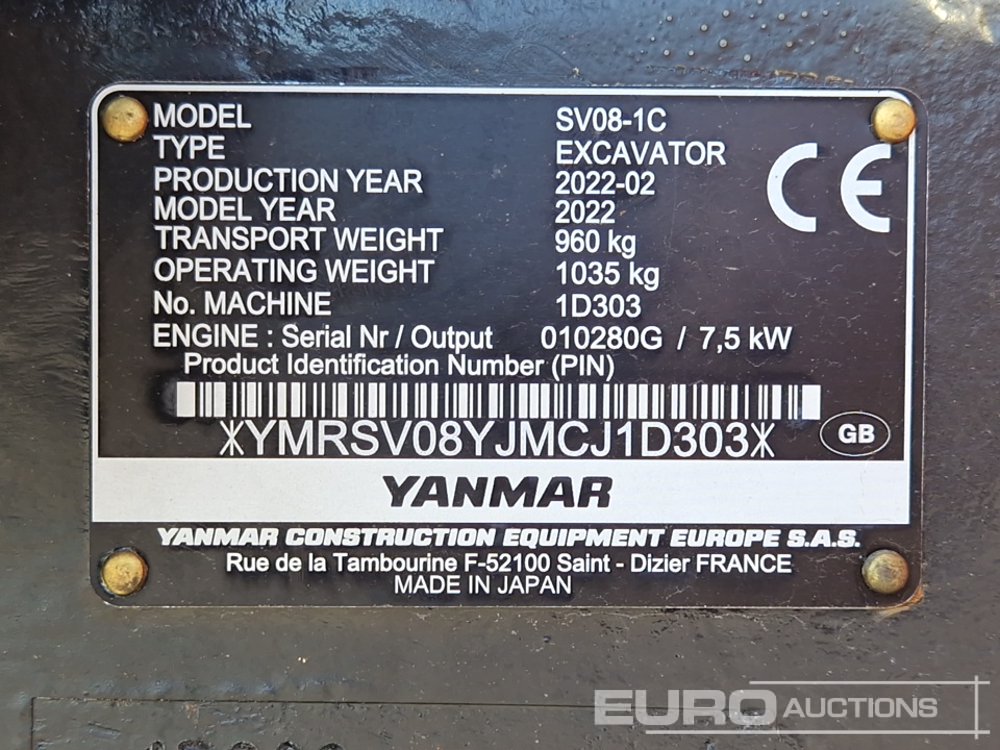 MODEL SV08-1C
TYPE EXCAVATOR
PRODUCTION YEAR 2022-02
MODEL YEAR 2022
TRANSPORT WEIGHT 960 kg
OPERATING WEIGHT 1035 kg
No. MACHINE 1D303
ENGINE : Serial Nr / Output 010280G / 7,5 kW
Product Identification Number (PIN)
YMRSV08YJMCJ1D303
GB
CE
YANMAR
YANMAR CONSTRUCTION EQUIPMENT EUROPE S.A.S.
Rue de la Tambourine F-52100 Saint - Dizier FRANCE
MADE IN JAPAN
EURO AUCTIONS